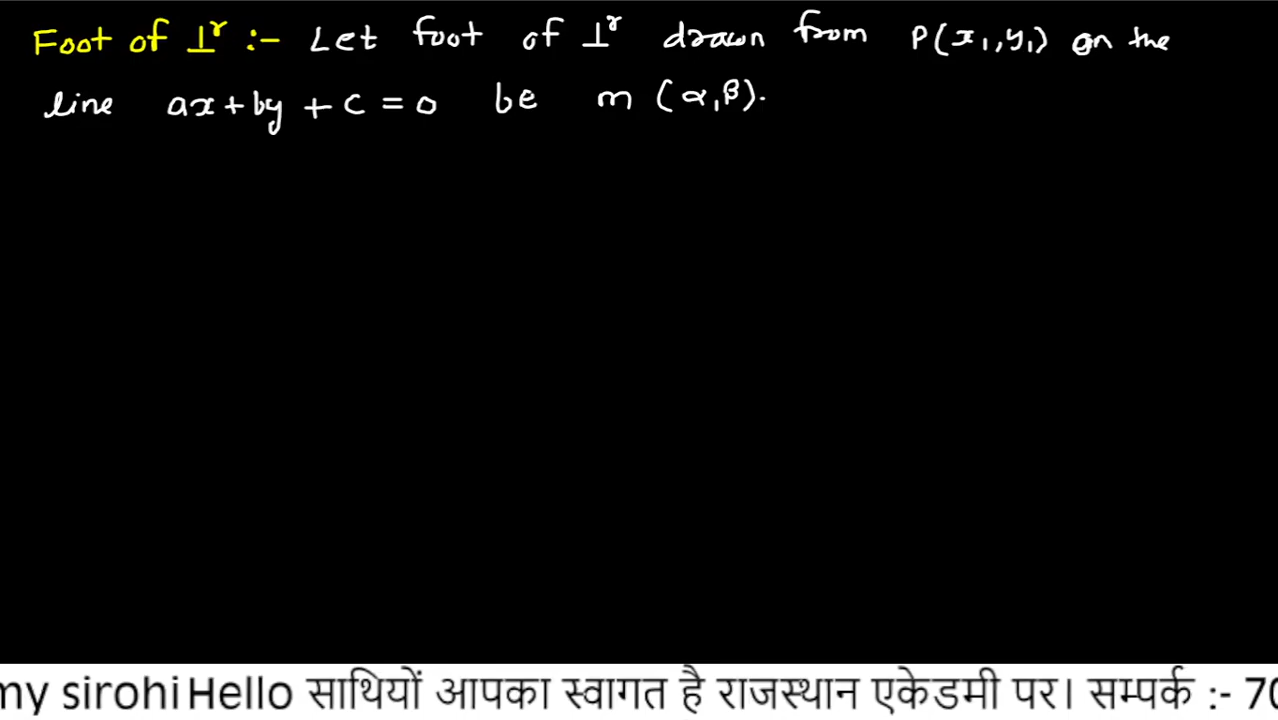 Foot of ⊥ʳ :- Let foot of ⊥ʳ drawn from P(x₁,y₁) on the
line ax+by+c=0 be m (α,β).
my sirohi Hello साथियों आपका स्वागत है राजस्थान एकेडमी पर। सम्पर्क :- 70